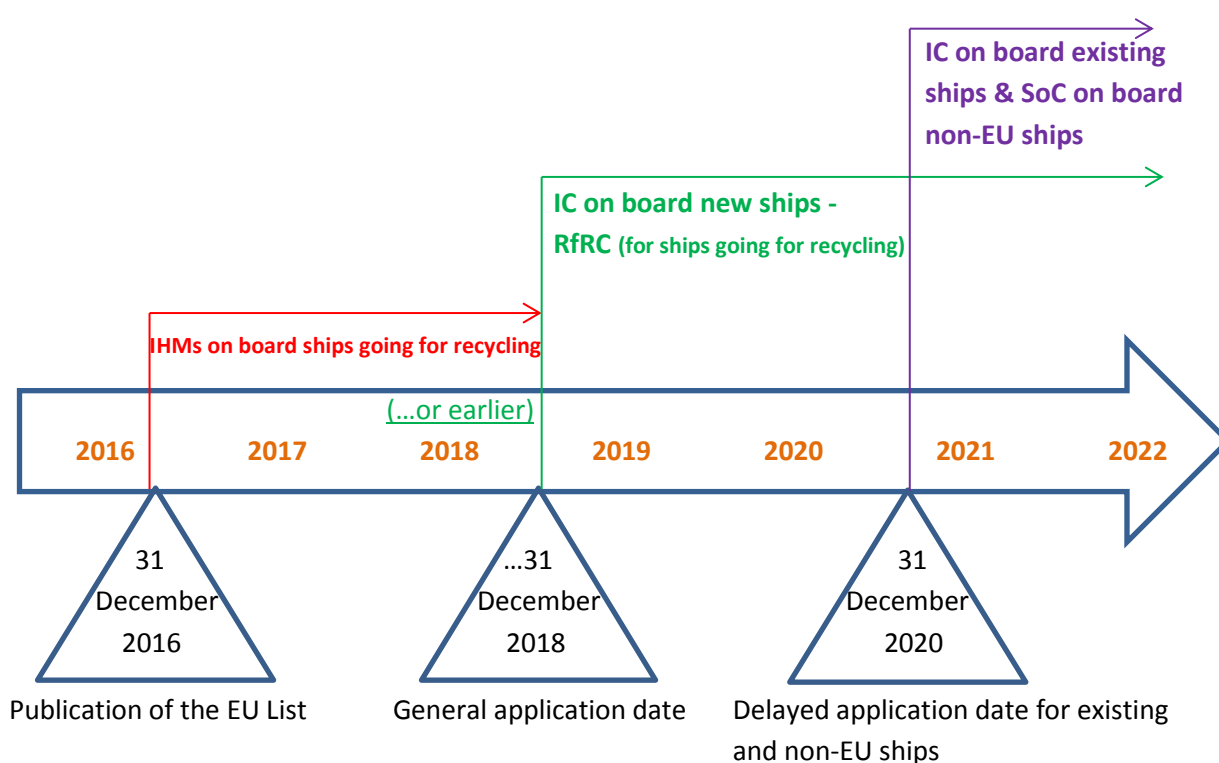 IC on board existing
ships & SoC on board
non-EU ships
IC on board new ships -
RfRC (for ships going for recycling)
IHMs on board ships going for recycling
(...or earlier)
2016 2017 2018 2019 2020 2021 2022
31
December
2016
...31
December
2018
31
December
2020
Publication of the EU List
General application date
Delayed application date for existing
and non-EU ships